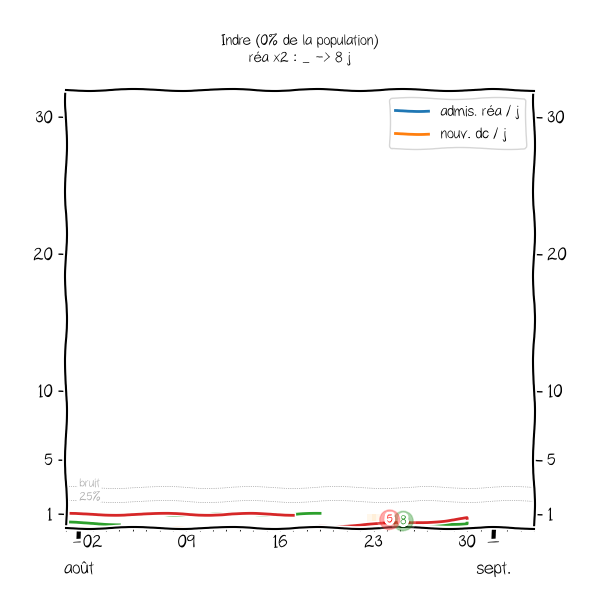 Indre (0% de la population)
réa x2 : _ -> 8 j
admis. réa / j
nouv. dc / j
30
30
20
20
10
10
5
5
bruit
25%
1
1
5
8
02
09
16
23
30
août
sept.